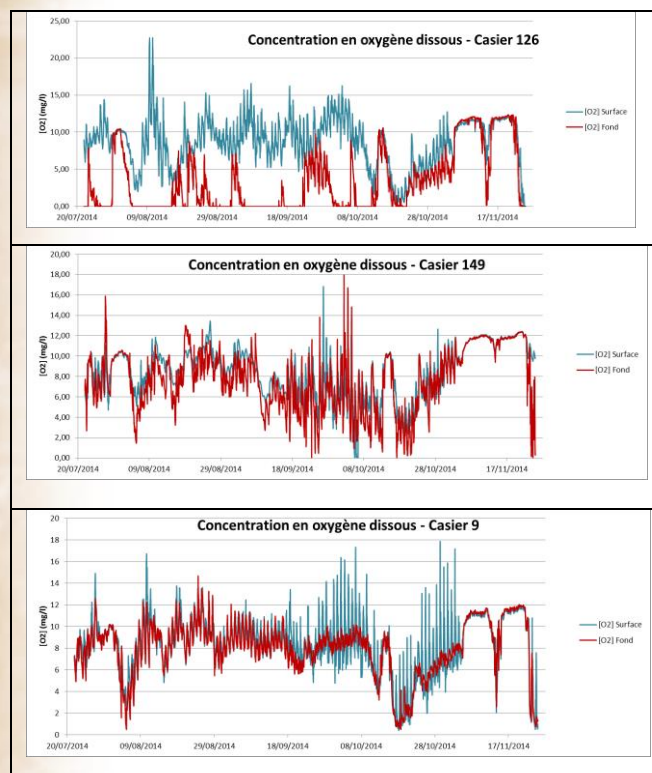 Concentration en oxygène dissous - Casier 126
[O2] (mg/l)
25,00
20,00
15,00
10,00
5,00
0,00
20/07/2014 09/08/2014 29/08/2014 18/09/2014 08/10/2014 28/10/2014 17/11/2014
[O2] Surface
[O2] Fond
Concentration en oxygène dissous - Casier 149
[O2] (mg/l)
20,00
18,00
16,00
14,00
12,00
10,00
8,00
6,00
4,00
2,00
0,00
20/07/2014 09/08/2014 29/08/2014 18/09/2014 08/10/2014 28/10/2014 17/11/2014
[O2] Surface
[O2] Fond
Concentration en oxygène dissous - Casier 9
[O2] (mg/l)
20
18
16
14
12
10
8
6
4
2
0
20/07/2014 09/08/2014 29/08/2014 18/09/2014 08/10/2014 28/10/2014 17/11/2014
[O2] Surface
[O2] Fond